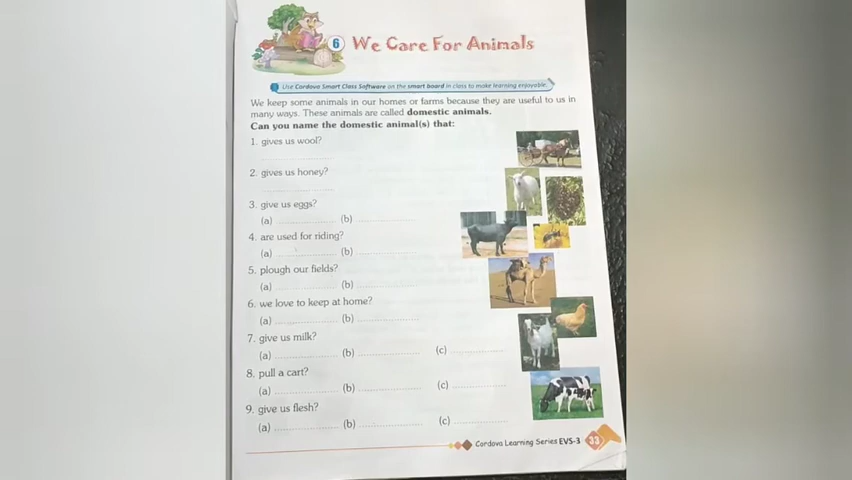 6 We Care For Animals
Use Cordova Smart Class Software on the smart board in class to make learning enjoyable.
We keep some animals in our homes or farms because they are useful to us in
many ways. These animals are called domestic animals.
Can you name the domestic animal(s) that:
1. gives us wool?
2. gives us honey?
3. give us eggs?
(a) (b)
4. are used for riding?
(a) (b)
5. plough our fields?
(a) (b)
6. we love to keep at home?
(a) (b)
7. give us milk?
(a) (b) (c)
8. pull a cart?
(a) (b) (c)
9. give us flesh?
(a) (b) (c)
Cordova Learning Series EVS-3 33